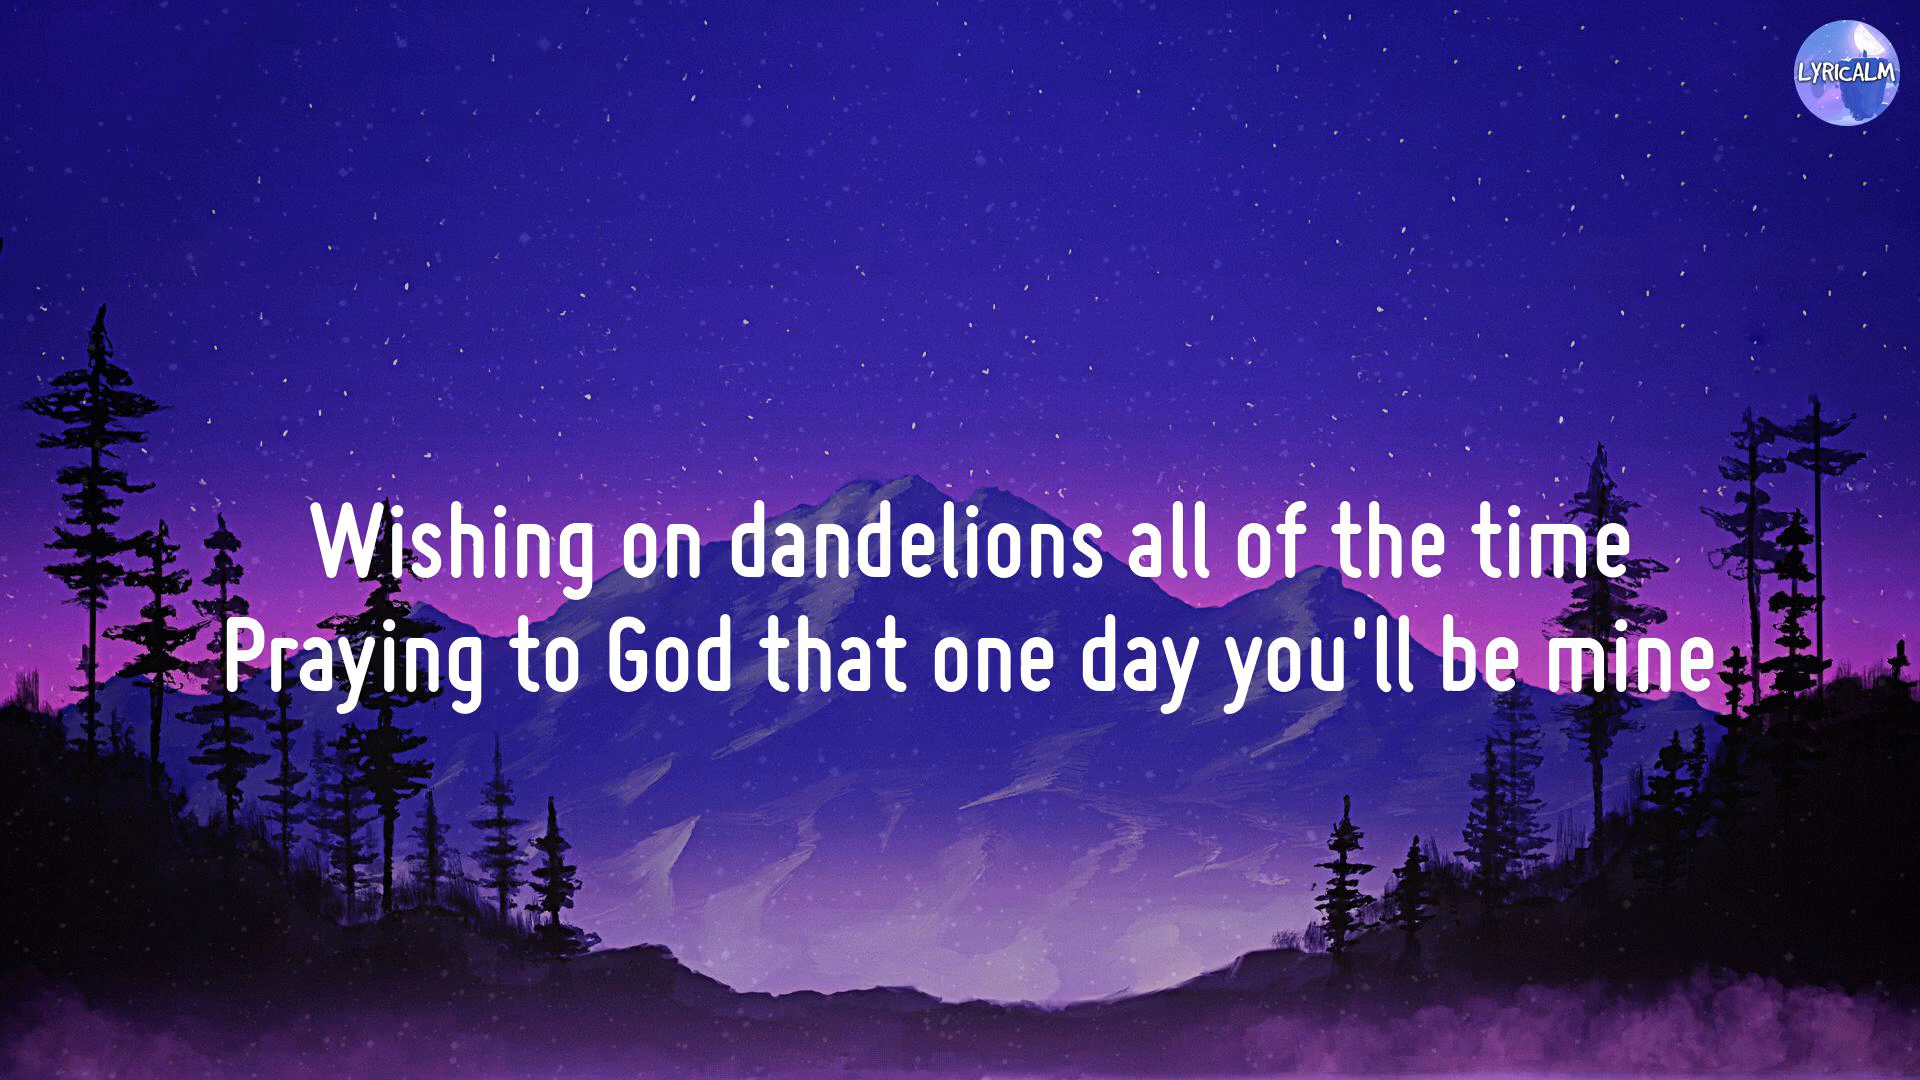 LYRICALM
Wishing on dandelions all of the time
Praying to God that one day you'll be mine